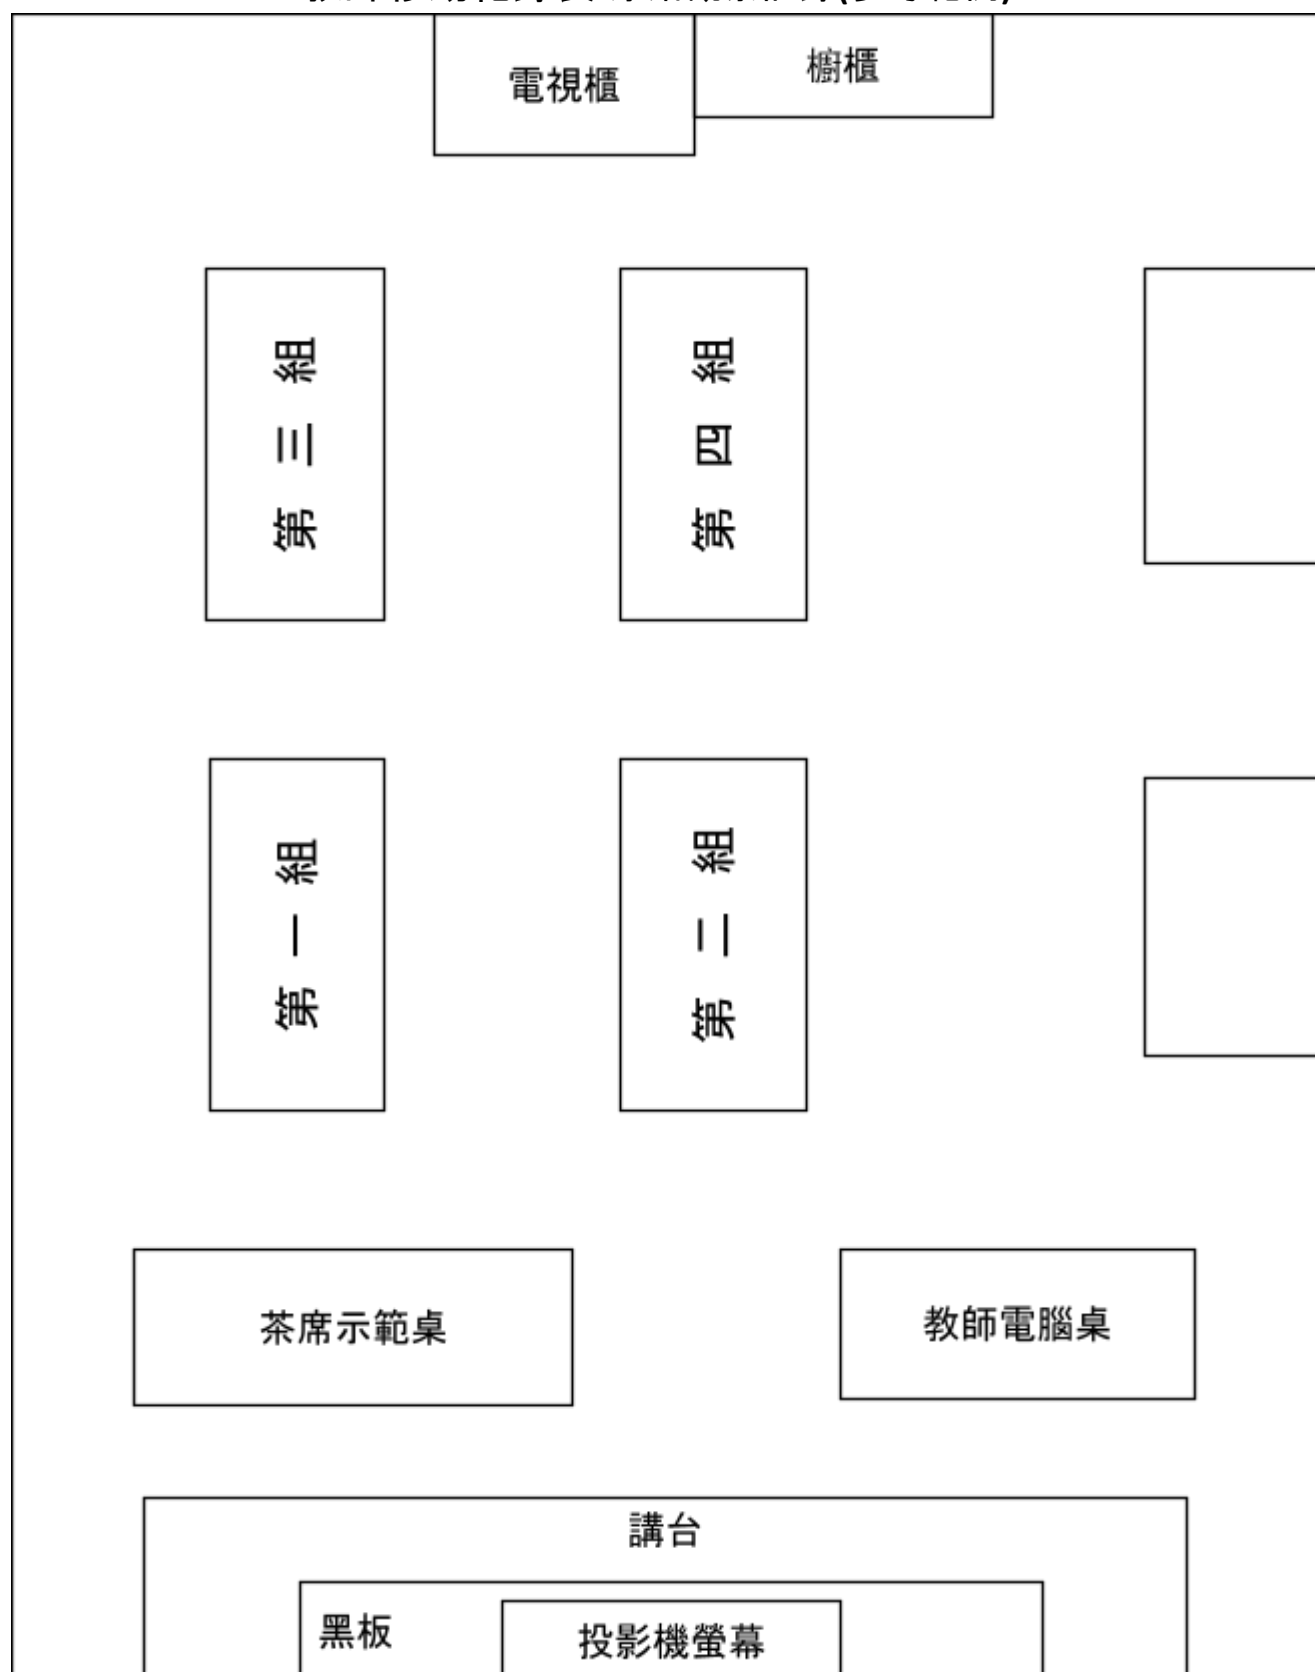 電視櫃
櫥櫃
第三組
第四組
第一組
第二組
茶席示範桌
教師電腦桌
講台
黑板
投影機螢幕